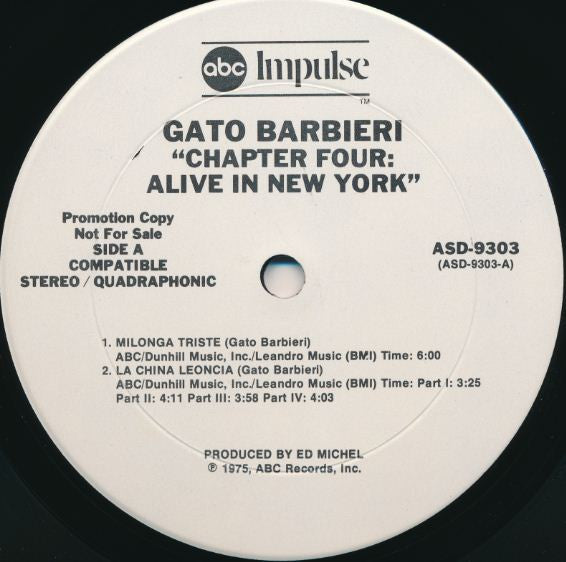 abc Impulse
TM
GATO BARBIERI
"CHAPTER FOUR:
ALIVE IN NEW YORK"
Promotion Copy
Not For Sale
SIDE A
COMPATIBLE
STEREO / QUADRAPHONIC
ASD-9303
(ASD-9303-A)
1. MILONGA TRISTE (Gato Barbieri)
ABC/Dunhill Music, Inc./Leandro Music (BMI) Time: 6:00
2. LA CHINA LEONCIA (Gato Barbieri)
ABC/Dunhill Music, Inc./Leandro Music (BMI) Time: Part I: 3:25
Part II: 4:11 Part III: 3:58 Part IV: 4:03
PRODUCED BY ED MICHEL
℗ 1975, ABC Records, Inc.